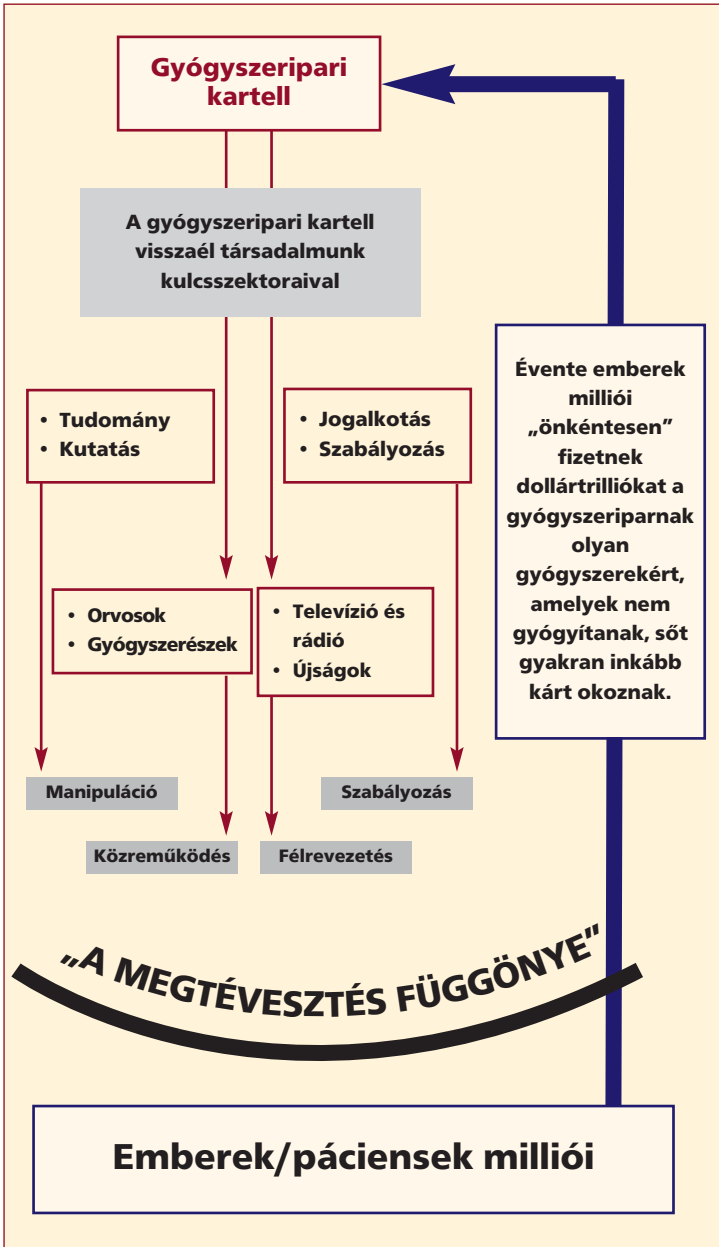 Gyógyszeripari
kartell
A gyógyszeripari kartell
visszaél társadalmunk
kulcsszektoraival
• Tudomány
• Kutatás
• Jogalkotás
• Szabályozás
• Orvosok
• Gyógyszerészek
• Televízió és
rádió
• Újságok
Manipuláció
Szabályozás
Közreműködés
Félrevezetés
Évente emberek
milliói
„önkéntesen”
fizetnek
dollártrilliókat a
gyógyszeriparnak
olyan
gyógyszerekért,
amelyek nem
gyógyítanak, sőt
gyakran inkább
kárt okoznak.
„A MEGTÉVESZTÉS FÜGGÖNYE”
Emberek/páciensek milliói